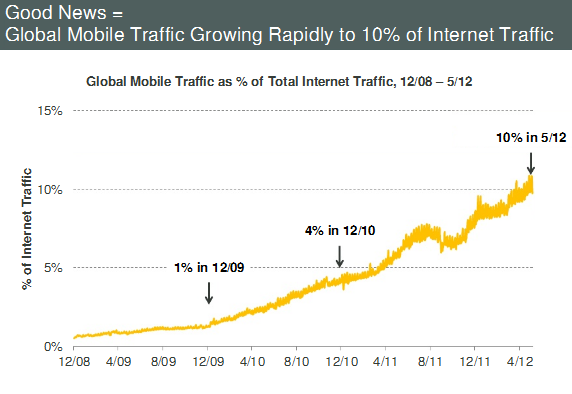 Good News =
Global Mobile Traffic Growing Rapidly to 10% of Internet Traffic
Global Mobile Traffic as % of Total Internet Traffic, 12/08 – 5/12
15%
10% in 5/12
10%
4% in 12/10
5%
1% in 12/09
0%
% of Internet Traffic
12/08 4/09 8/09 12/09 4/10 8/10 12/10 4/11 8/11 12/11 4/12